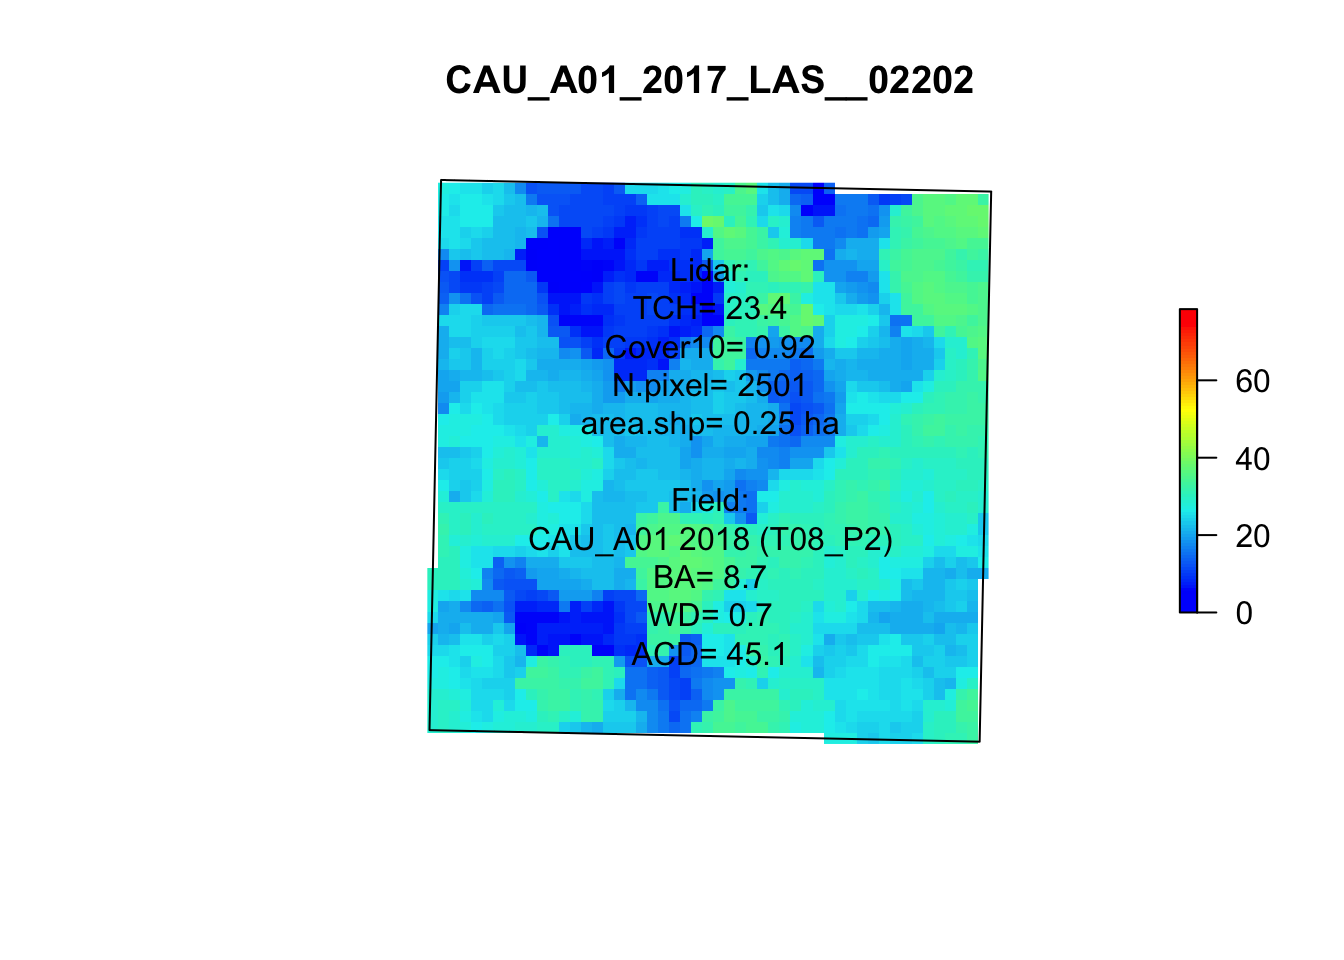 CAU_A01_2017_LAS__02202
Lidar:
TCH= 23.4
Cover10= 0.92
N.pixel= 2501
area.shp= 0.25 ha
Field:
CAU_A01 2018 (T08_P2)
BA= 8.7
WD= 0.7
ACD= 45.1
60
40
20
0